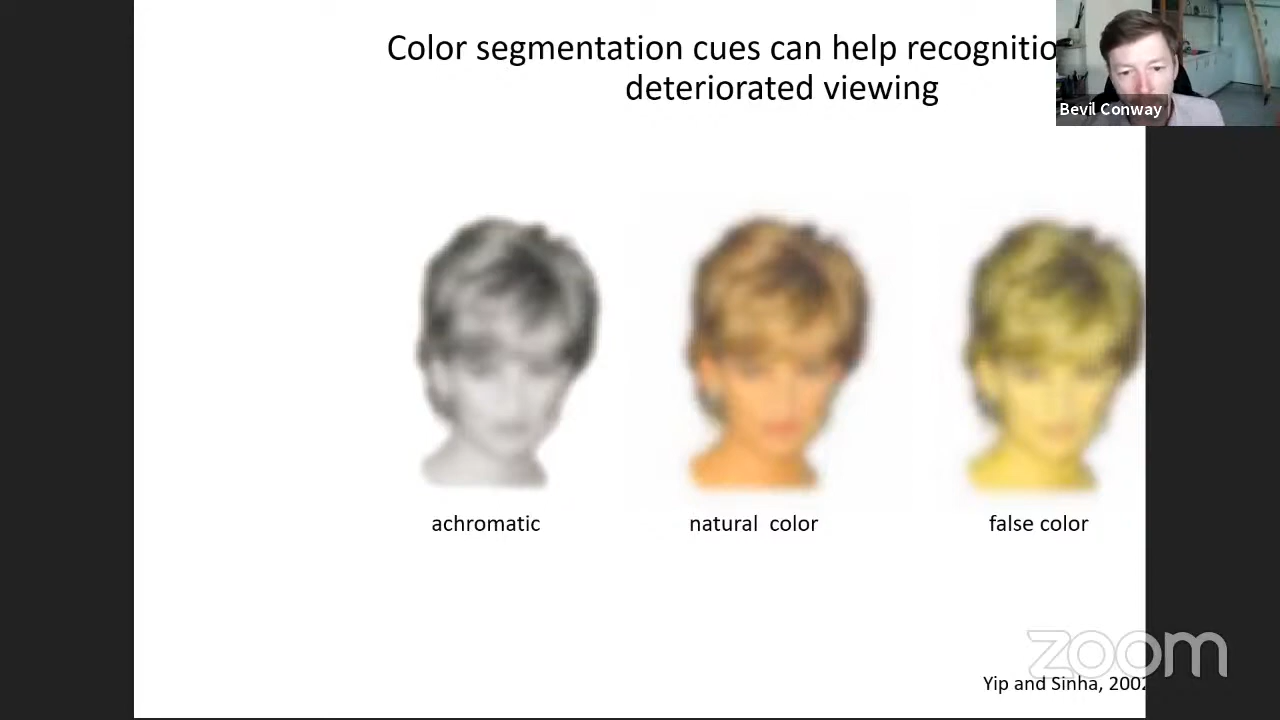 Color segmentation cues can help recognitio
deteriorated viewing
Bevil Conway
achromatic
natural color
false color
zoom
Yip and Sinha, 2002